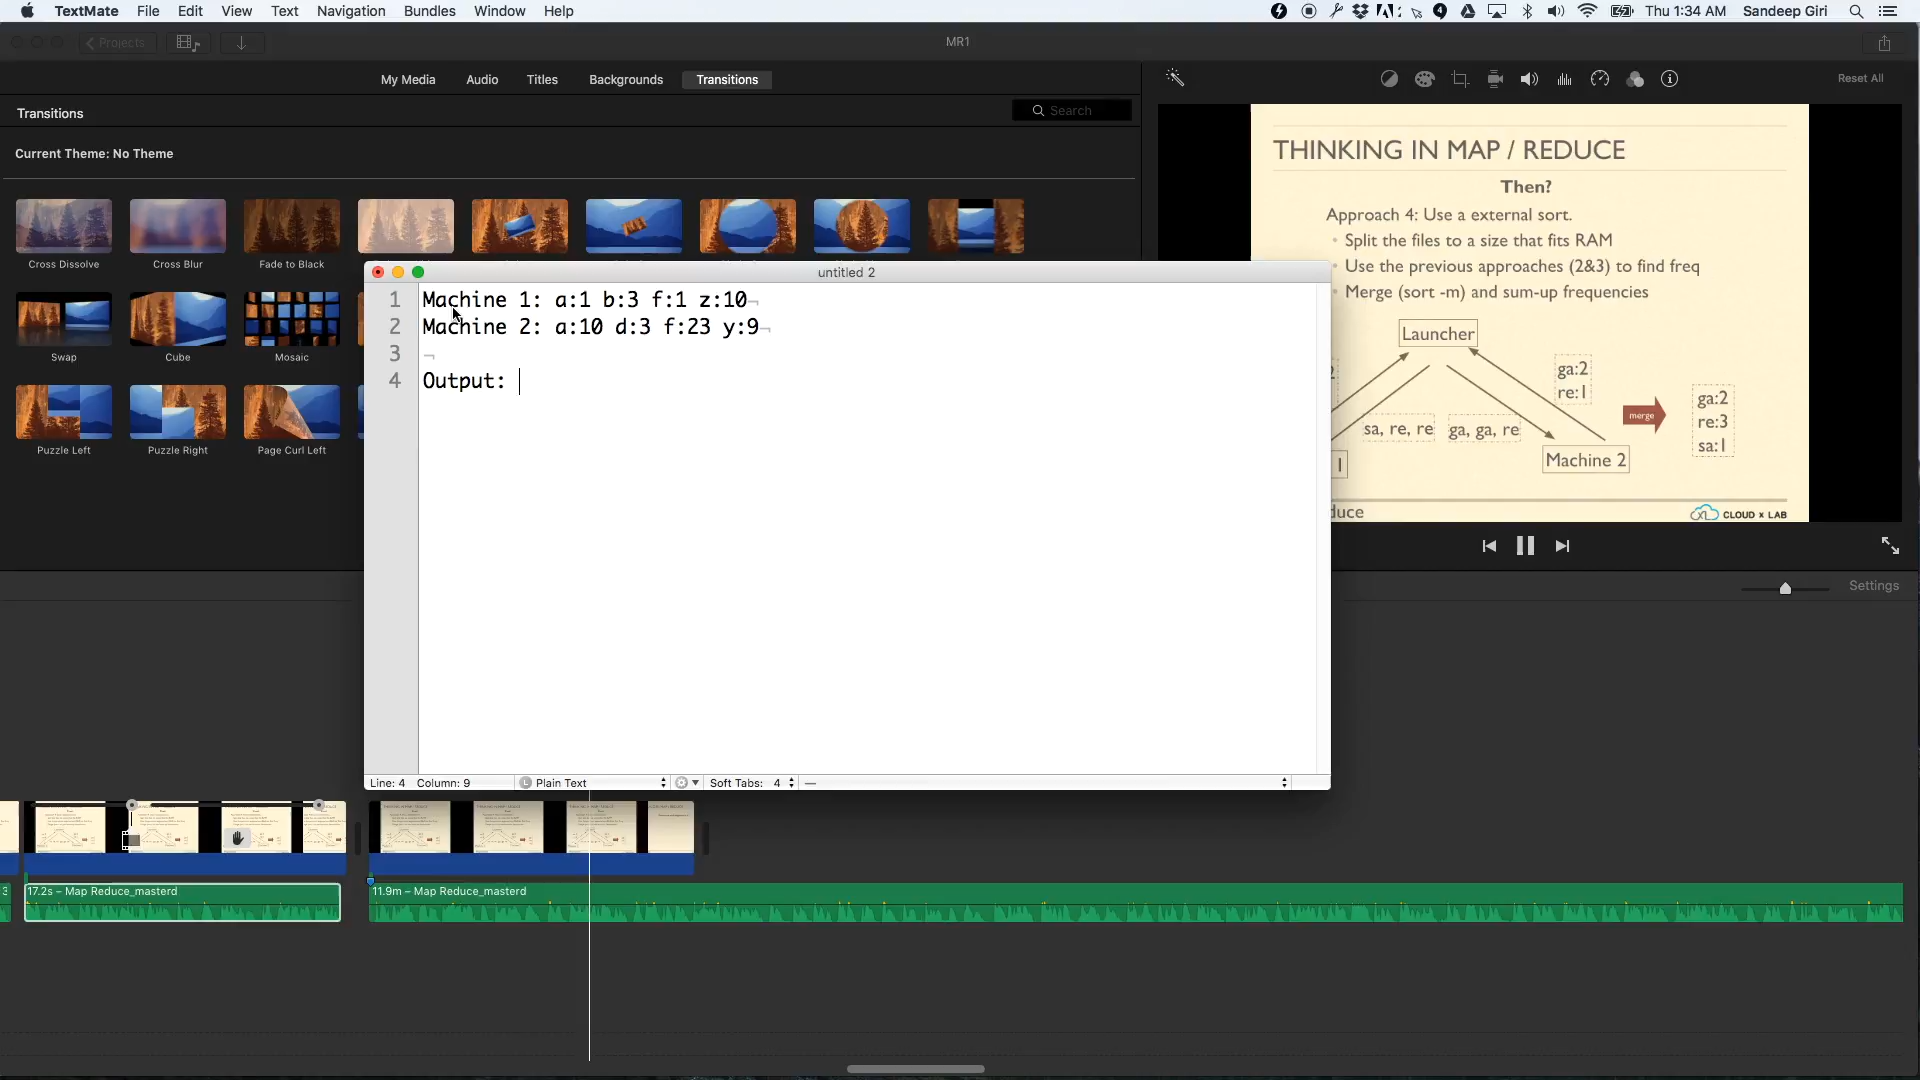 TextMate File Edit View Text Navigation Bundles Window Help
4 Thu 1:34 AM Sandeep Giri
Projects
MR1
My Media Audio Titles Backgrounds Transitions
Reset All
Transitions
Search
Current Theme: No Theme
Cross Dissolve Cross Blur Fade to Black
Swap Cube Mosaic
Puzzle Left Puzzle Right Page Curl Left
THINKING IN MAP / REDUCE
Then?
Approach 4: Use a external sort.
• Split the files to a size that fits RAM
• Use the previous approaches (2&3) to find freq
• Merge (sort -m) and sum-up frequencies
Launcher
ga:2
re:1
sa, re, re
ga, ga, re
Machine 2
merge
ga:2
re:3
sa:1
duce
CLOUD x LAB
Settings
untitled 2
1 Machine 1: a:1 b:3 f:1 z:10¬
2 Machine 2: a:10 d:3 f:23 y:9¬
3 ¬
4 Output:
Line: 4 Column: 9 Plain Text Soft Tabs: 4 —
17.2s – Map Reduce_masterd
11.9m – Map Reduce_masterd